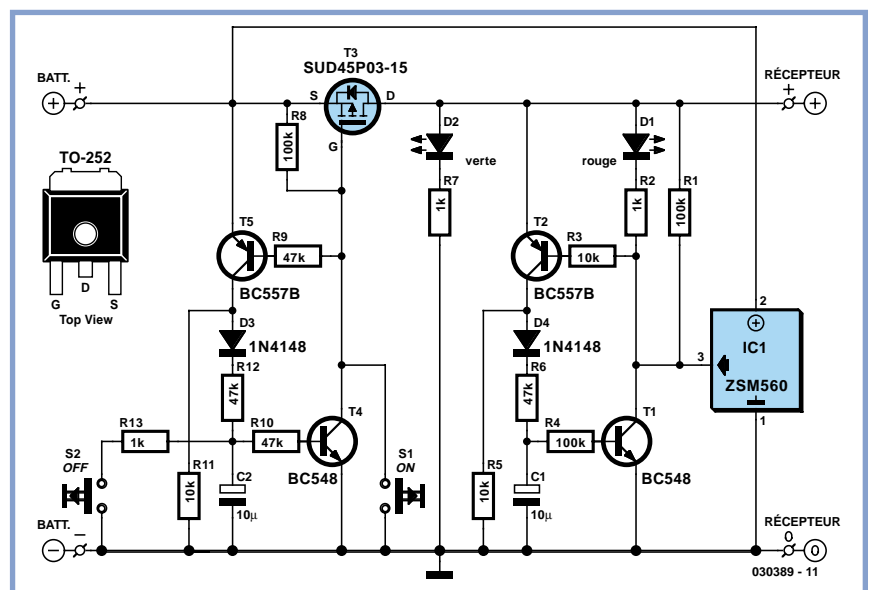 T3
SUD45P03-15
BATT.
+
S
D
RÉCEPTEUR
+
R8
100k
G
D2
verte
R7
1k
D1
rouge
R2
1k
R1
100k
TO-252
G
D
S
Top View
T5
R9
47k
BC557B
T2
R3
10k
BC557B
D3
1N4148
D4
1N4148
2
IC1
3
ZSM560
1
R12
47k
R6
47k
R13
1k
R10
47k
T4
BC548
R4
100k
T1
BC548
S2
OFF
R11
10k
C2
10µ
S1
ON
R5
10k
C1
10µ
BATT.
–
RÉCEPTEUR
0
0
030389 - 11